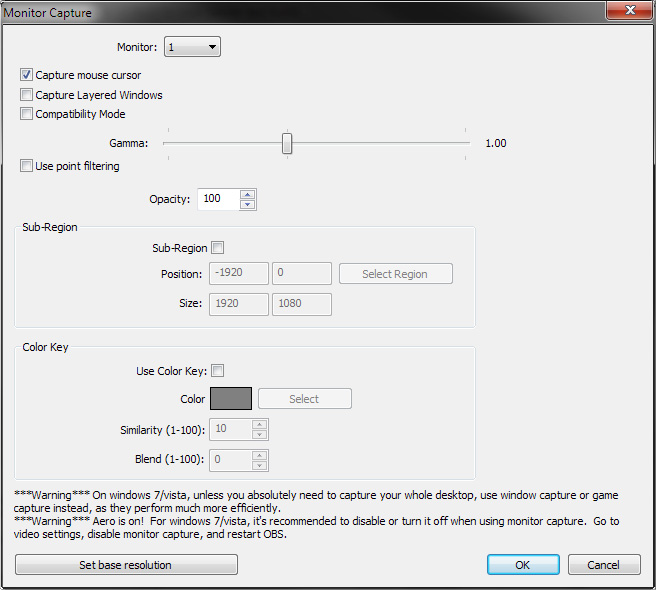 Monitor Capture
Monitor: 1
Capture mouse cursor
Capture Layered Windows
Compatibility Mode
Gamma: 1.00
Use point filtering
Opacity: 100
Sub-Region
Sub-Region
Position: -1920 0 Select Region
Size: 1920 1080
Color Key
Use Color Key:
Color Select
Similarity (1-100): 10
Blend (1-100): 0
***Warning*** On windows 7/vista, unless you absolutely need to capture your whole desktop, use window capture or game
capture instead, as they perform much more efficiently.
***Warning*** Aero is on!  For windows 7/vista, it's recommended to disable or turn it off when using monitor capture.  Go to
video settings, disable monitor capture, and restart OBS.
Set base resolution OK Cancel